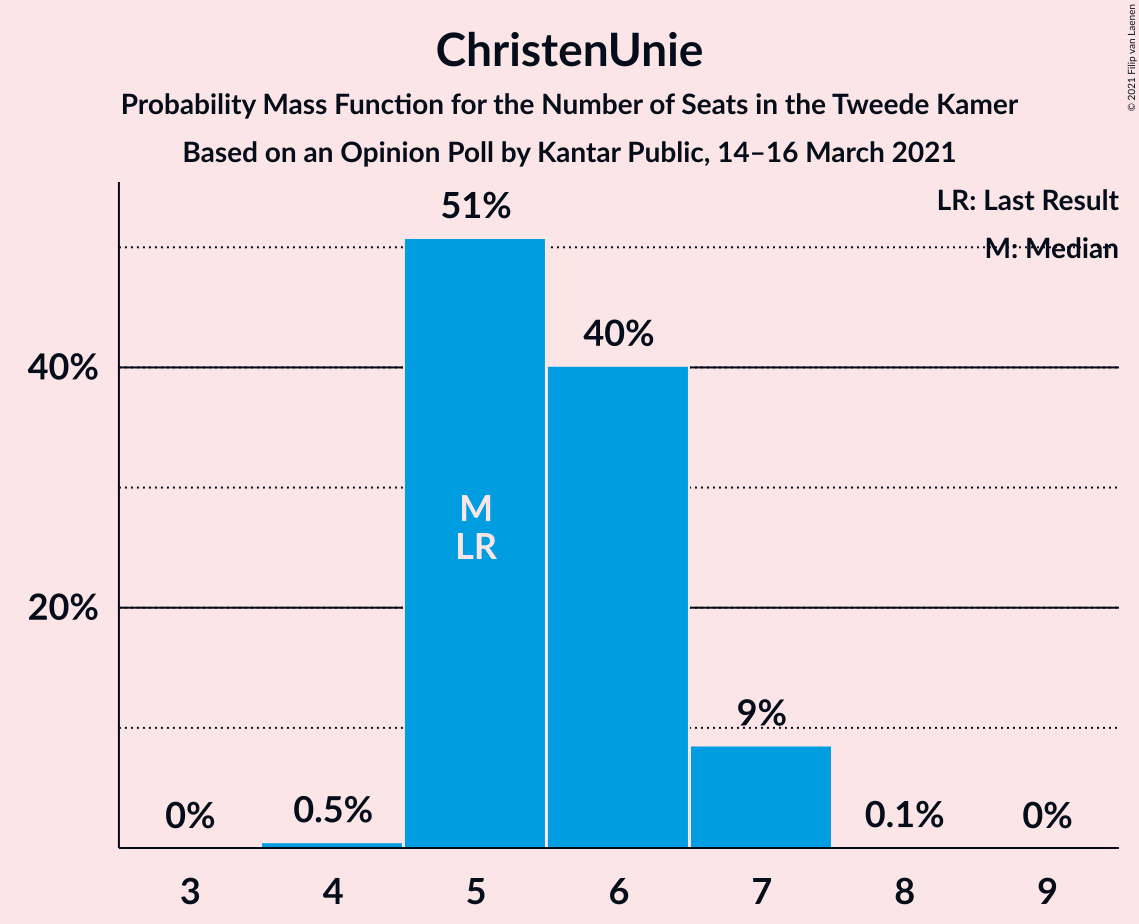 ChristenUnie
Probability Mass Function for the Number of Seats in the Tweede Kamer
Based on an Opinion Poll by Kantar Public, 14–16 March 2021
© 2021 Filip van Laenen
LR: Last Result
M: Median
51%
40%
40%
M
LR
20%
9%
0%
0.5%
0.1%
0%
3
4
5
6
7
8
9